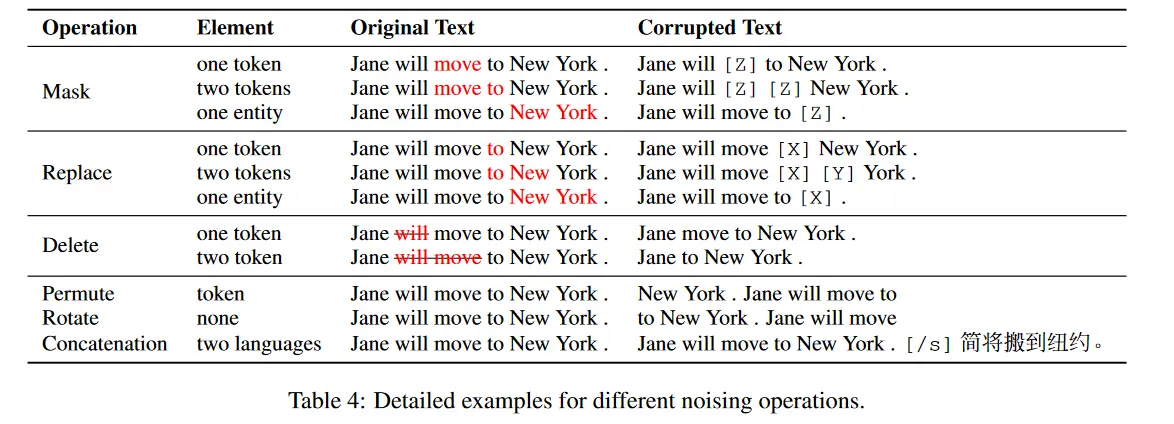 Operation Element Original Text Corrupted Text
Mask one token Jane will move to New York . Jane will [Z] to New York .
two tokens Jane will move to New York . Jane will [Z] [Z] New York .
one entity Jane will move to New York . Jane will move to [Z] .
Replace one token Jane will move to New York . Jane will move [X] New York .
two tokens Jane will move to New York . Jane will move [X] [Y] York .
one entity Jane will move to New York . Jane will move to [X] .
Delete one token Jane will move to New York . Jane move to New York .
two token Jane will move to New York . Jane to New York .
Permute token Jane will move to New York . New York . Jane will move to
Rotate none Jane will move to New York . to New York . Jane will move
Concatenation two languages Jane will move to New York . Jane will move to New York . [/s] 简将搬到纽约。
Table 4: Detailed examples for different noising operations.